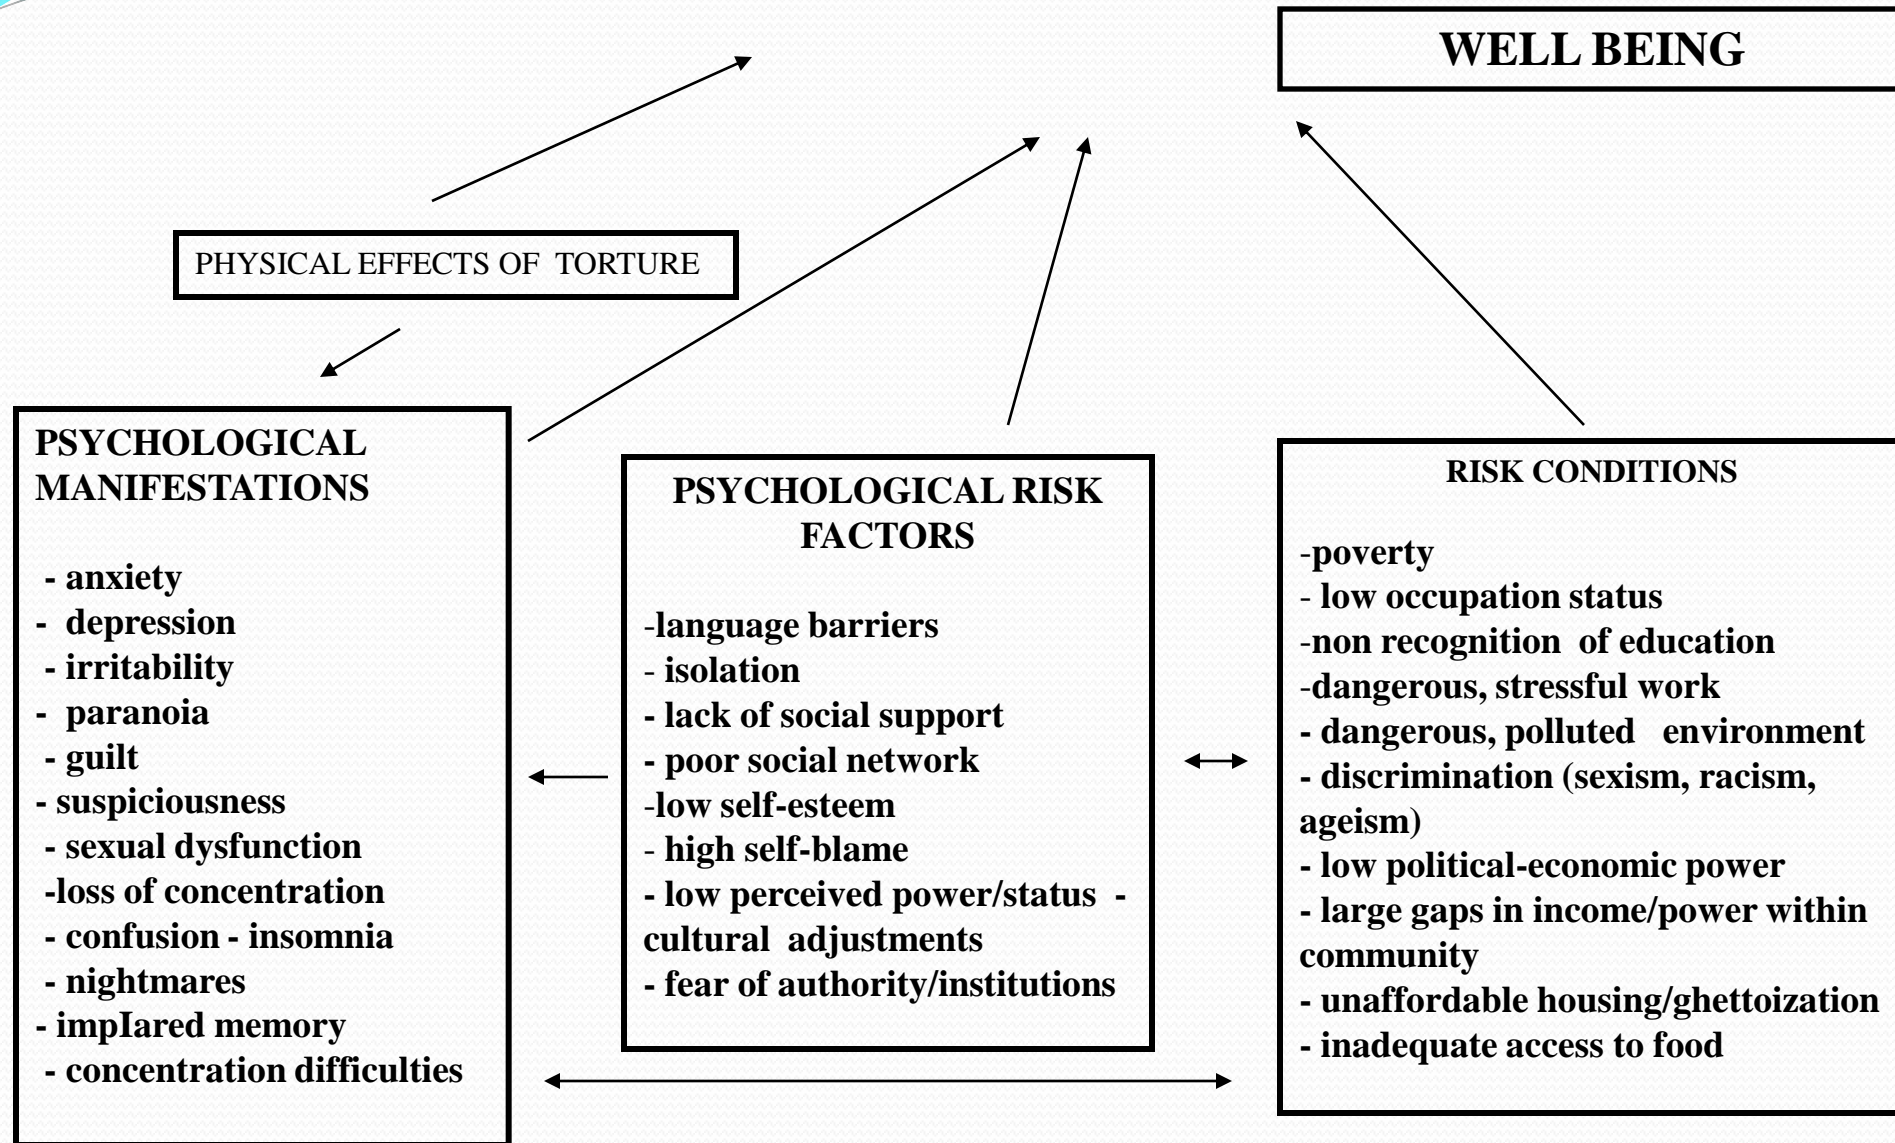 WELL BEING
PHYSICAL EFFECTS OF TORTURE
PSYCHOLOGICAL
MANIFESTATIONS
- anxiety
- depression
- irritability
- paranoia
- guilt
- suspiciousness
- sexual dysfunction
-loss of concentration
- confusion - insomnia
- nightmares
- impIared memory
- concentration difficulties
PSYCHOLOGICAL RISK
FACTORS
-language barriers
- isolation
- lack of social support
- poor social network
-low self-esteem
- high self-blame
- low perceived power/status -
cultural adjustments
- fear of authority/institutions
RISK CONDITIONS
-poverty
- low occupation status
-non recognition of education
-dangerous, stressful work
- dangerous, polluted environment
- discrimination (sexism, racism,
ageism)
- low political-economic power
- large gaps in income/power within
community
- unaffordable housing/ghettoization
- inadequate access to food